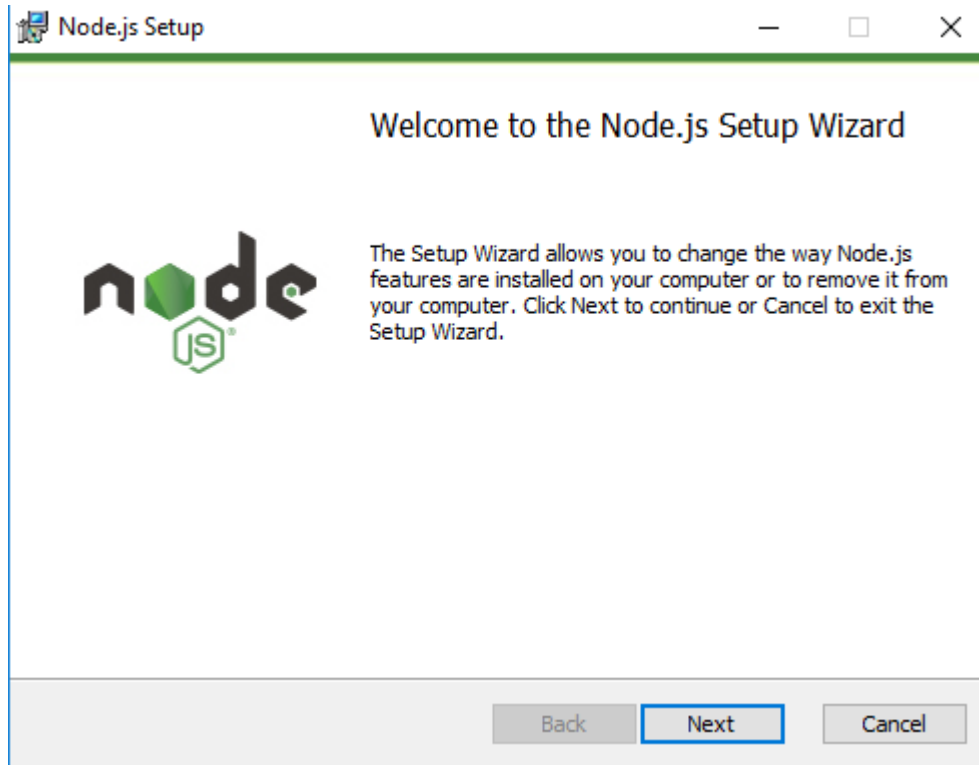 Node.js Setup
Welcome to the Node.js Setup Wizard
node
JS®
The Setup Wizard allows you to change the way Node.js
features are installed on your computer or to remove it from
your computer. Click Next to continue or Cancel to exit the
Setup Wizard.
Back Next Cancel